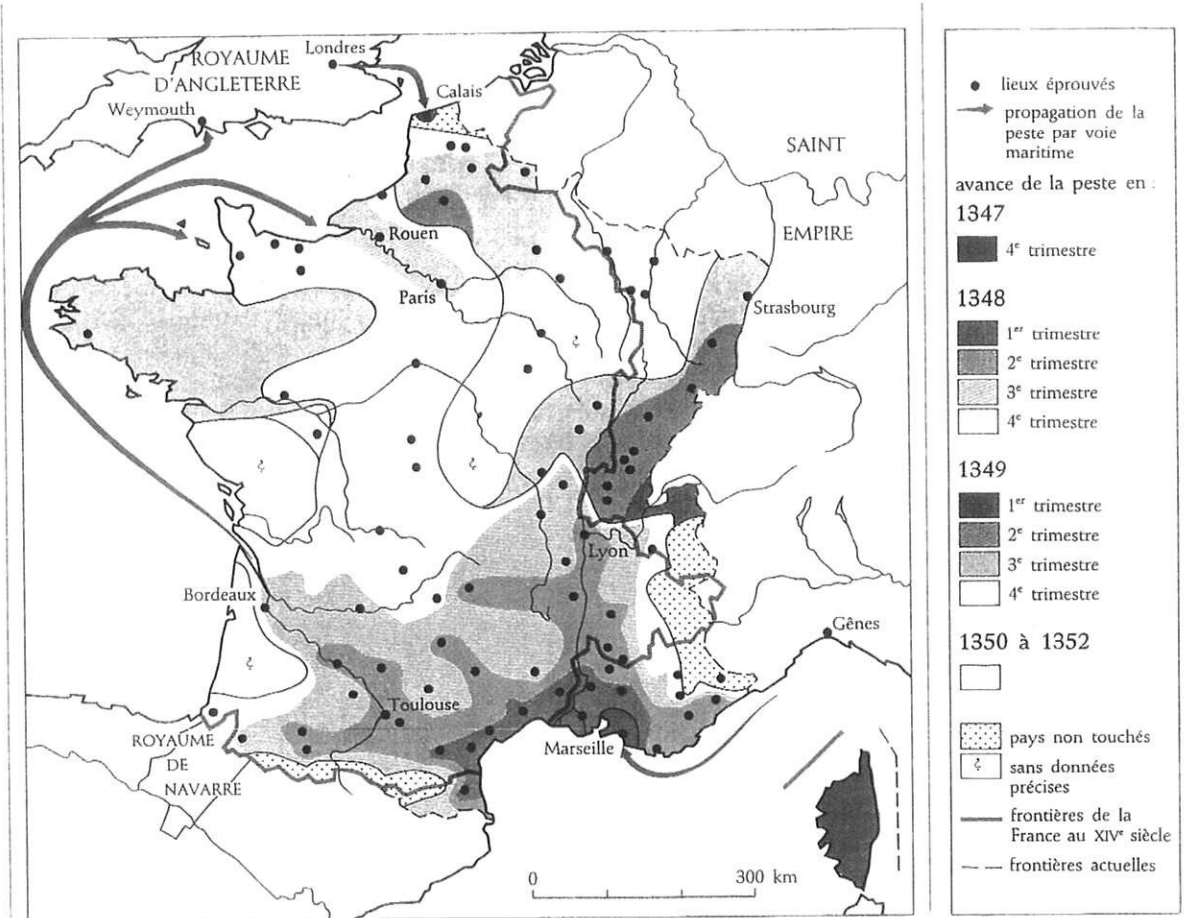 Londres
ROYAUME
D'ANGLETERRE
Weymouth
Calais
SAINT
EMPIRE
Rouen
Paris
Strasbourg
Lyon
Bordeaux
Gênes
Toulouse
Marseille
ROYAUME
DE
NAVARRE
0 300 km
lieux éprouvés
propagation de la
peste par voie
maritime
avance de la peste en :
1347
4e trimestre
1348
1er trimestre
2e trimestre
3e trimestre
4e trimestre
1349
1er trimestre
2e trimestre
3e trimestre
4e trimestre
1350 à 1352
pays non touchés
¿ sans données
précises
frontières de la
France au XIVe siècle
frontières actuelles